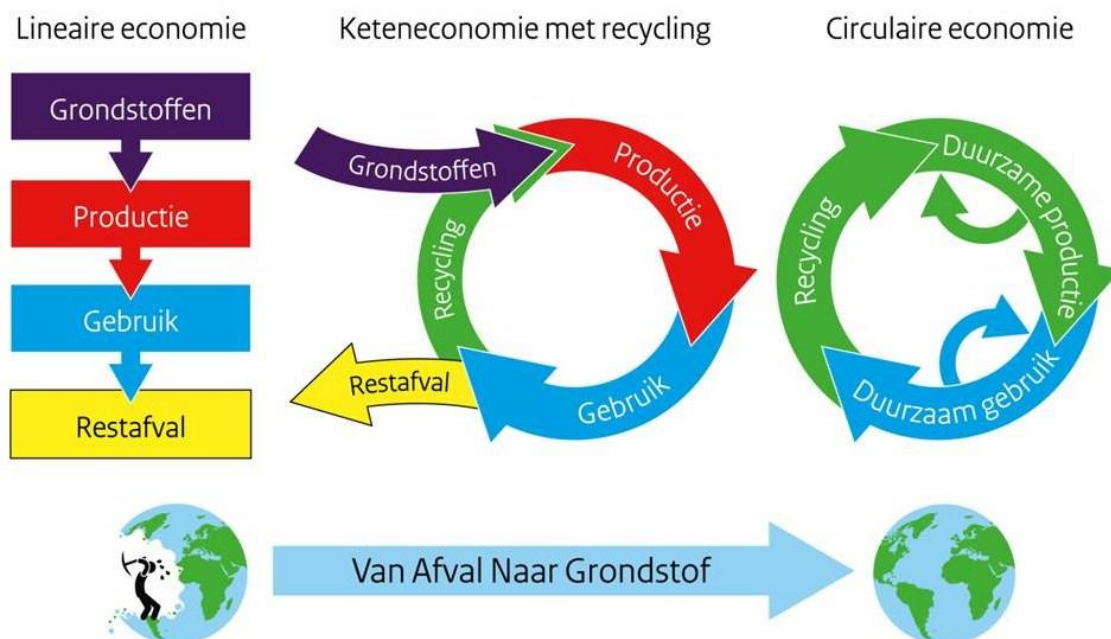 Lineaire economie
Grondstoffen
Productie
Gebruik
Restafval
Keteneconomie met recycling
Grondstoffen
Productie
Gebruik
Recycling
Restafval
Circulaire economie
Duurzame productie
Duurzaam gebruik
Recycling
Van Afval Naar Grondstof